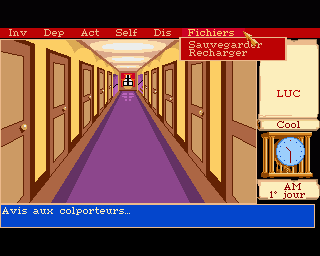 Inv Dep Act Self Dis Fichiers
Sauvegarder
Recharger
LUC
Cool
AM
1° jour
Avis aux colporteurs…